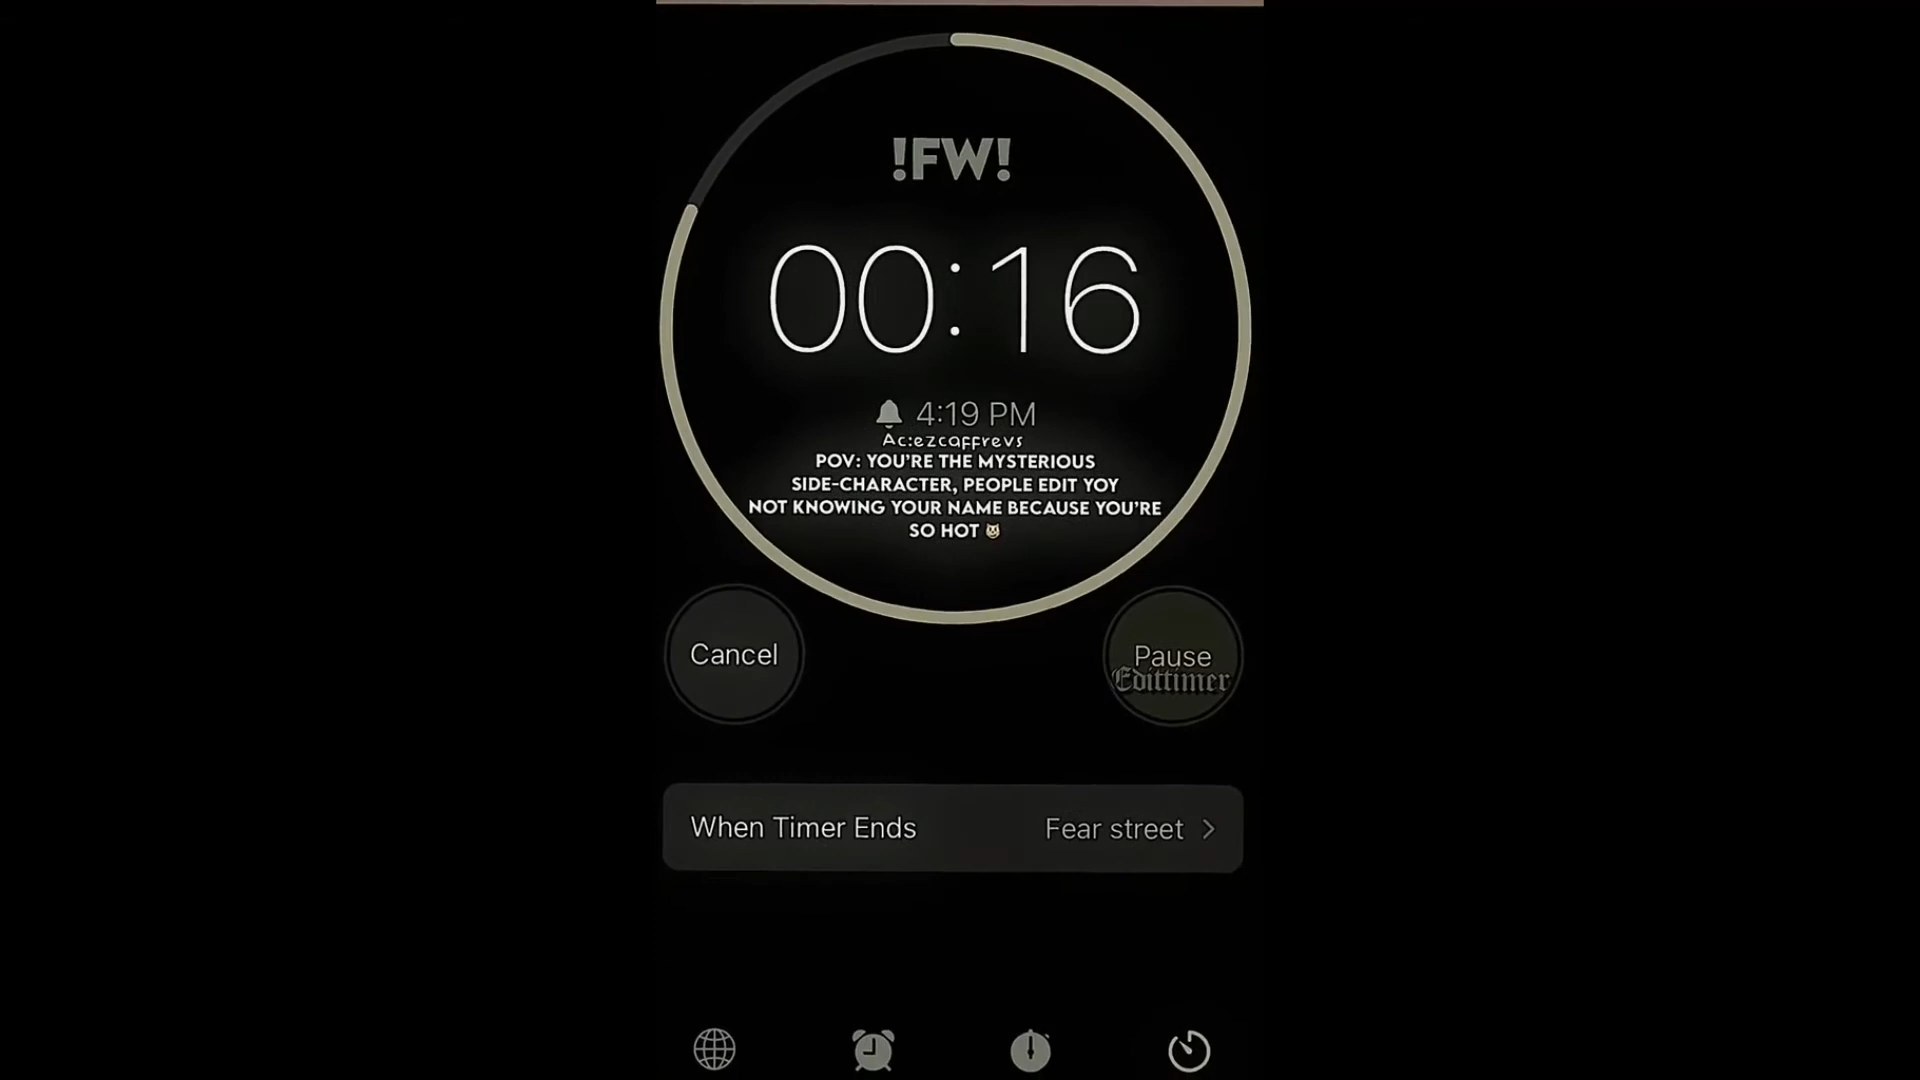 !FW!
00:16
4:19 PM
Ac:ezcaffrevs
POV: YOU'RE THE MYSTERIOUS
SIDE-CHARACTER, PEOPLE EDIT YOY
NOT KNOWING YOUR NAME BECAUSE YOU'RE
SO HOT 😼
Cancel
Pause
Edittimer
When Timer Ends
Fear street